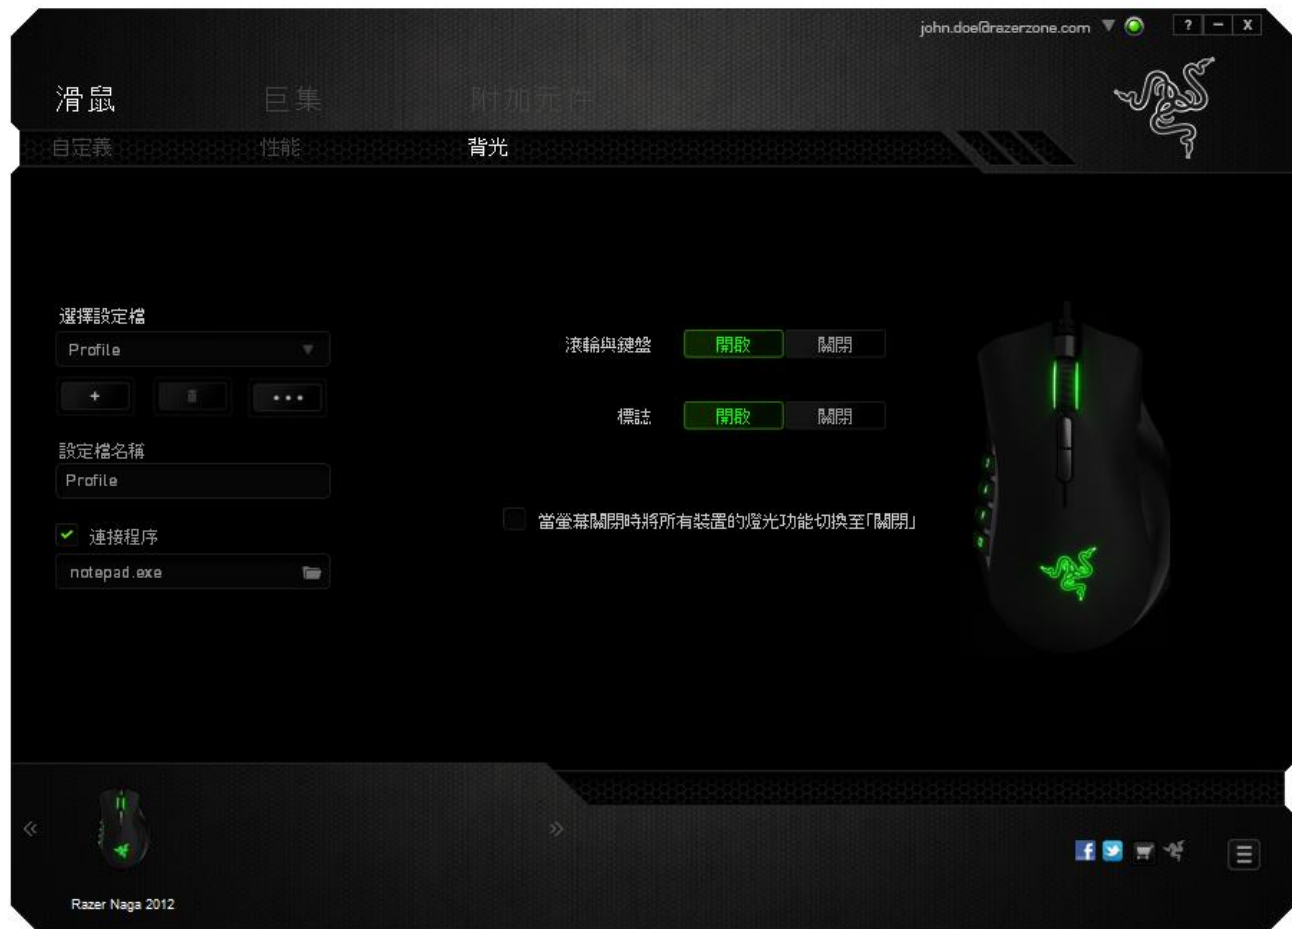 john.doe@razerzone.com
? – X
滑鼠 巨集 附加元件
自定義 性能 背光
選擇設定檔
Profile
滾輪與鍵盤 開啟 關閉
+ •••
標誌 開啟 關閉
設定檔名稱
Profile
當螢幕關閉時將所有裝置的燈光功能切換至「關閉」
連接程序
notepad.exe
Razer Naga 2012